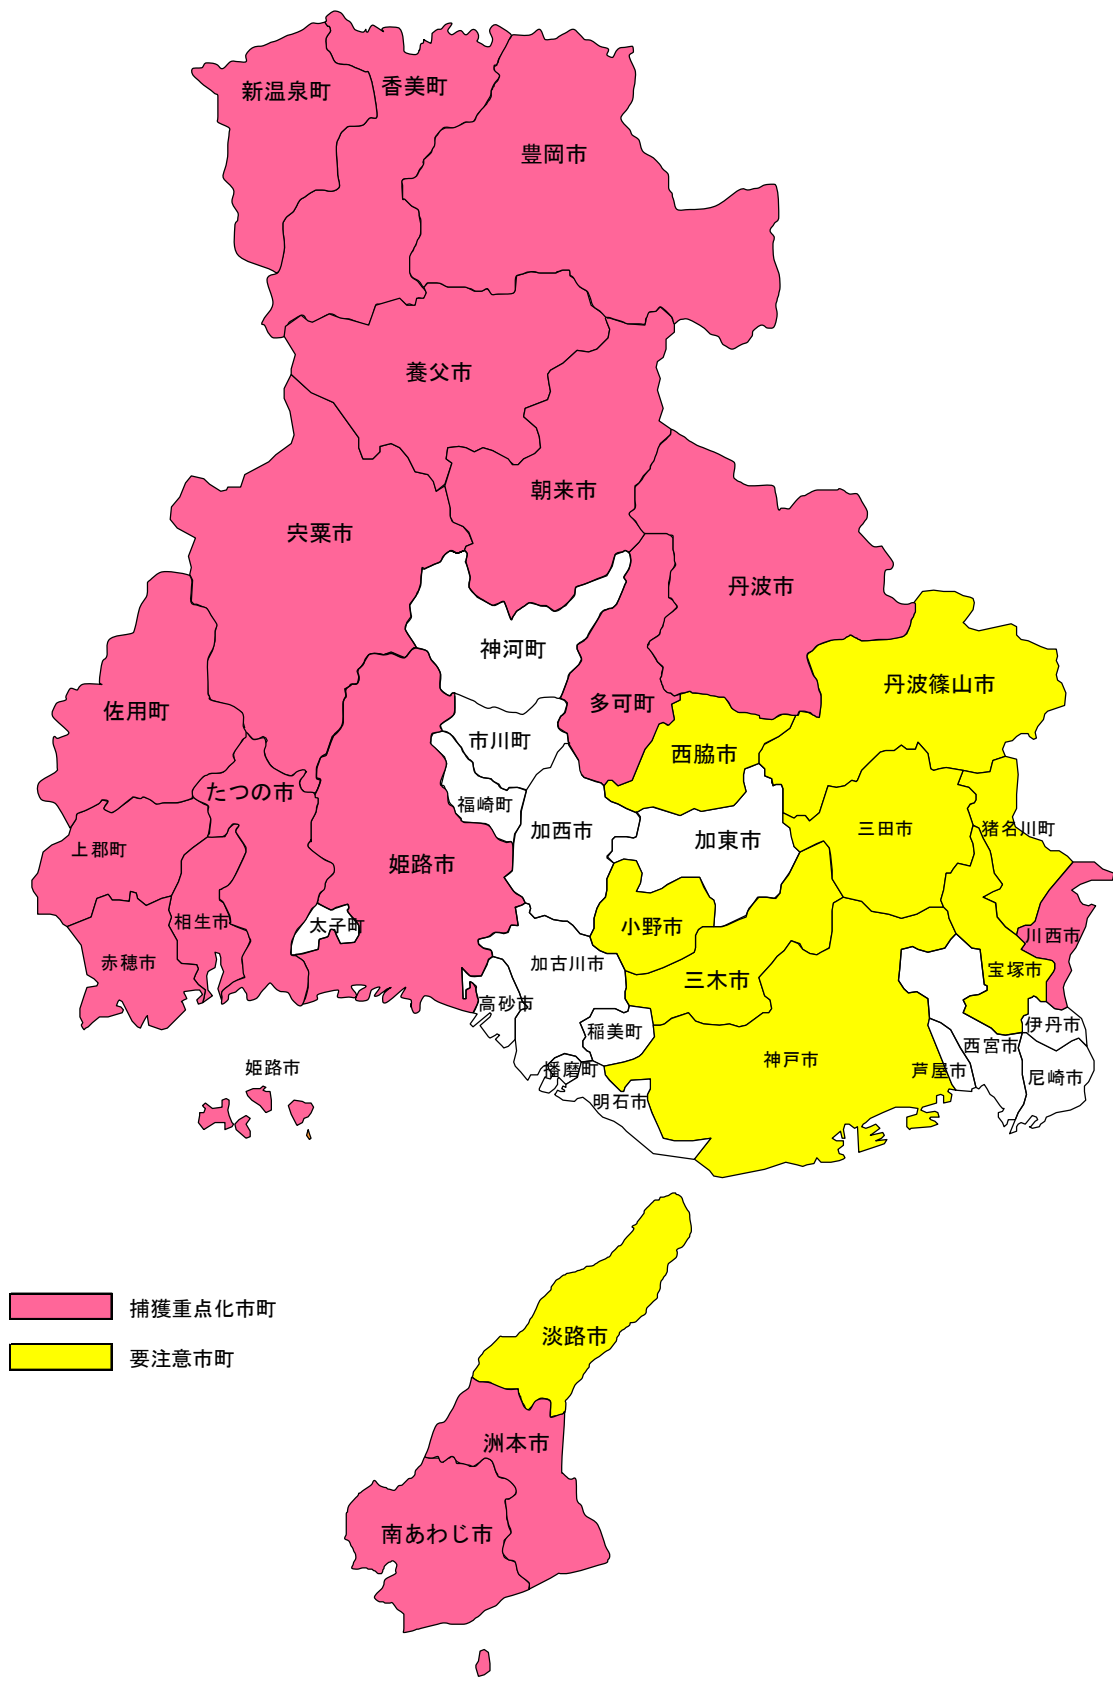 香美町
新温泉町
豊岡市
養父市
朝来市
宍粟市
丹波市
神河町
丹波篠山市
多可町
佐用町
市川町
西脇市
たつの市
福崎町
加西市
三田市
猪名川町
加東市
上郡町
姫路市
相生市
太子町
小野市
川西市
赤穂市
加古川市
宝塚市
三木市
高砂市
伊丹市
稲美町
西宮市
神戸市
姫路市
播磨町
芦屋市
尼崎市
明石市
捕獲重点化市町
淡路市
要注意市町
洲本市
南あわじ市